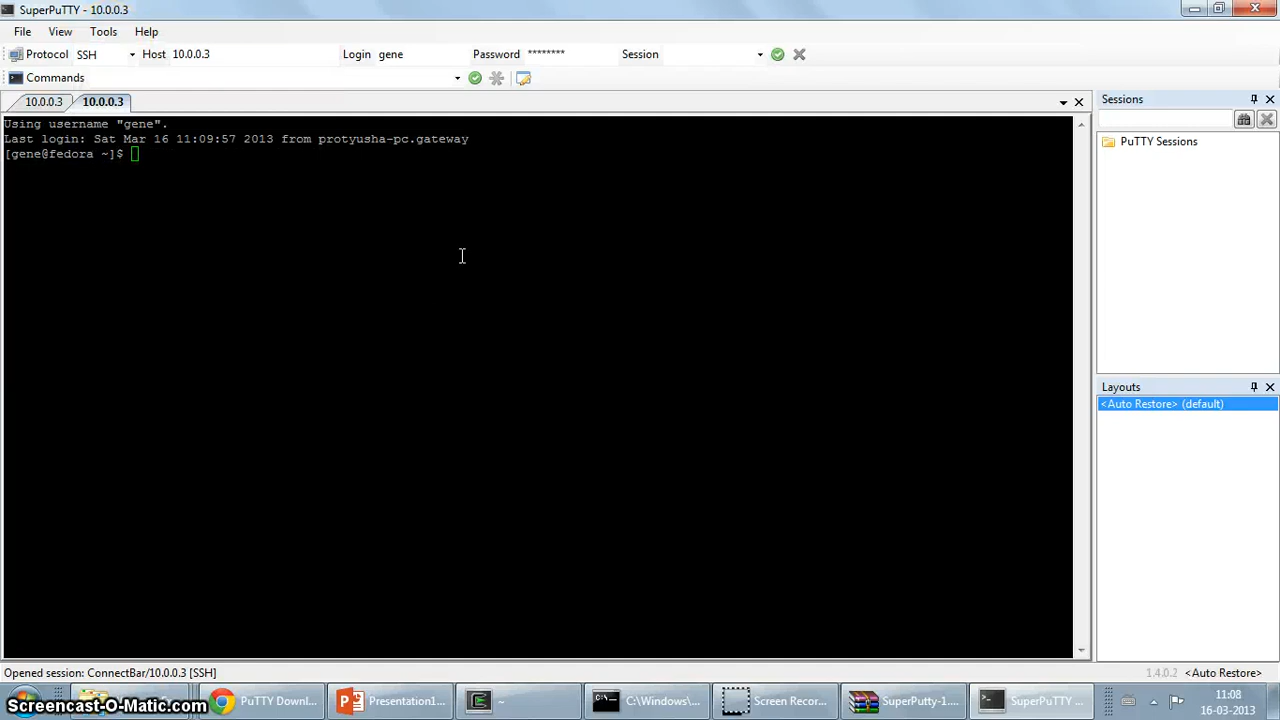 SuperPuTTY - 10.0.0.3
File View Tools Help
Protocol SSH Host 10.0.0.3 Login gene Password ******** Session
Commands
10.0.0.3 10.0.0.3
Using username "gene".
Last login: Sat Mar 16 11:09:57 2013 from protyusha-pc.gateway
[gene@fedora ~]$
Sessions
PuTTY Sessions
Layouts
<Auto Restore> (default)
Opened session: ConnectBar/10.0.0.3 [SSH]
1.4.0.2 <Auto Restore>
PuTTY Downl... Presentation1... ~ C:\Windows\... Screen Recor... SuperPutty-1.... SuperPuTTY ...
11:08
16-03-2013
Screencast-O-Matic.com